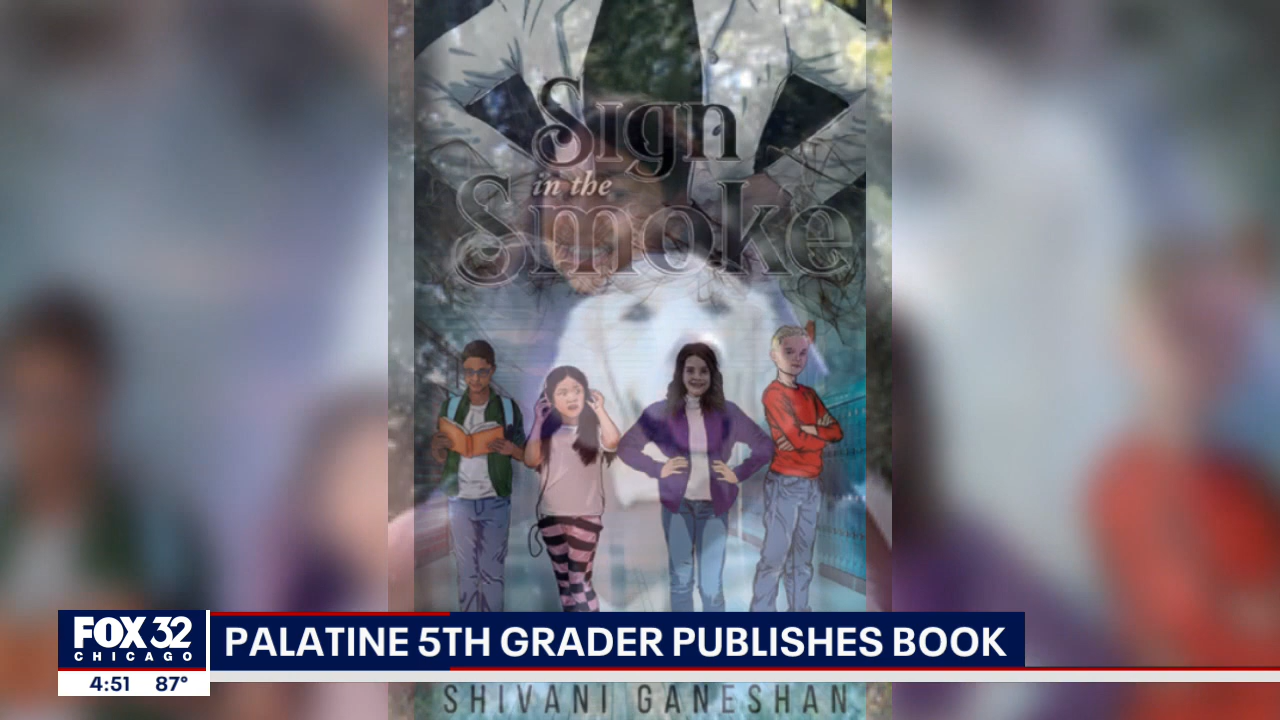 Sign
in the
Smoke
FOX 32
CHICAGO
PALATINE 5TH GRADER PUBLISHES BOOK
4:51 87°
SHIVANI GANESHAN